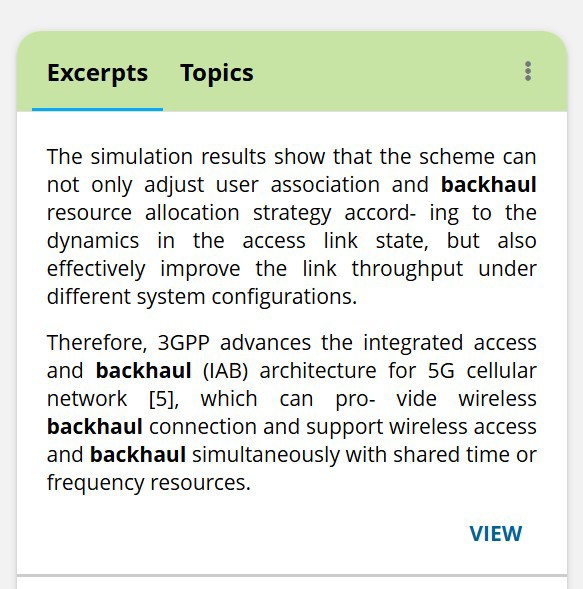 Excerpts Topics
The simulation results show that the scheme can
not only adjust user association and backhaul
resource allocation strategy accord- ing to the
dynamics in the access link state, but also
effectively improve the link throughput under
different system configurations.
Therefore, 3GPP advances the integrated access
and backhaul (IAB) architecture for 5G cellular
network [5], which can pro- vide wireless
backhaul connection and support wireless access
and backhaul simultaneously with shared time or
frequency resources.
VIEW